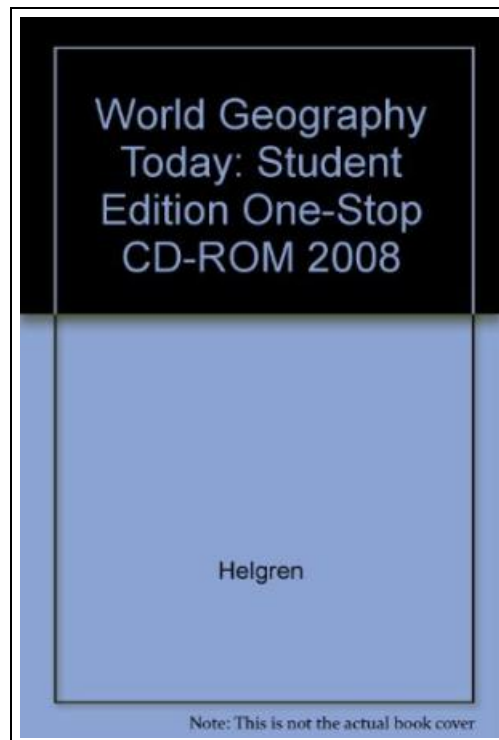 World Geography
Today: Student
Edition One-Stop
CD-ROM 2008
Helgren
Note: This is not the actual book cover